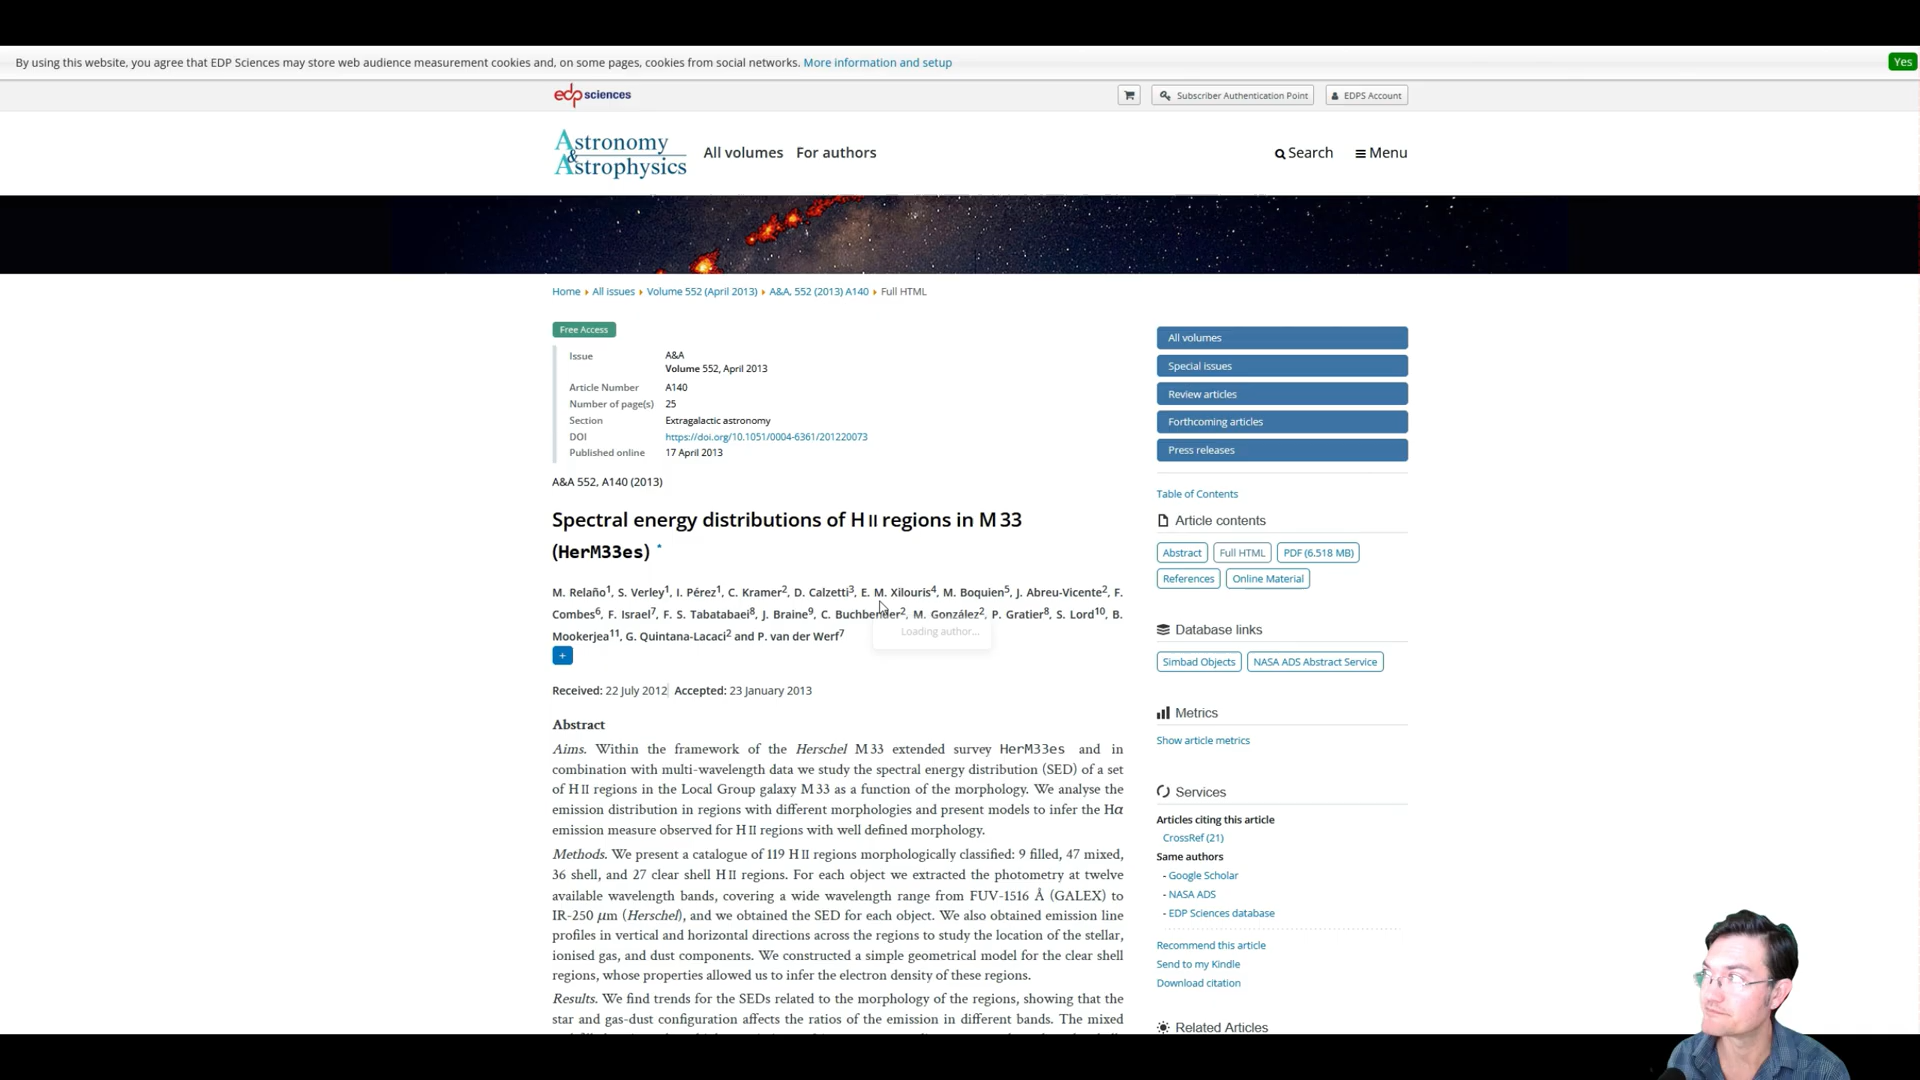 By using this website, you agree that EDP Sciences may store web audience measurement cookies and, on some pages, cookies from social networks. More information and setup
Yes
edp sciences
Subscriber Authentication Point
EDPS Account
Astronomy
&
Astrophysics
All volumes
For authors
Search
Menu
Home
All issues
Volume 552 (April 2013)
A&A, 552 (2013) A140
Full HTML
Free Access
Issue
A&A
Volume 552, April 2013
Article Number
A140
Number of page(s)
25
Section
Extragalactic astronomy
DOI
https://doi.org/10.1051/0004-6361/201220073
Published online
17 April 2013
A&A 552, A140 (2013)
Spectral energy distributions of H II regions in M 33
(HerM33es) *
M. Relaño1, S. Verley1, I. Pérez1, C. Kramer2, D. Calzetti3, E. M. Xilouris4, M. Boquien5, J. Abreu-Vicente2, F.
Combes6, F. Israel7, F. S. Tabatabaei8, J. Braine9, C. Buchbender2, M. González2, P. Gratier8, S. Lord10, B.
Mookerjea11, G. Quintana-Lacaci2 and P. van der Werf7
Loading author...
+
Received: 22 July 2012 Accepted: 23 January 2013
Abstract
Aims. Within the framework of the Herschel M 33 extended survey HerM33es and in
combination with multi-wavelength data we study the spectral energy distribution (SED) of a set
of H II regions in the Local Group galaxy M 33 as a function of the morphology. We analyse the
emission distribution in regions with different morphologies and present models to infer the Hα
emission measure observed for H II regions with well defined morphology.
Methods. We present a catalogue of 119 H II regions morphologically classified: 9 filled, 47 mixed,
36 shell, and 27 clear shell H II regions. For each object we extracted the photometry at twelve
available wavelength bands, covering a wide wavelength range from FUV-1516 Å (GALEX) to
IR-250 μm (Herschel), and we obtained the SED for each object. We also obtained emission line
profiles in vertical and horizontal directions across the regions to study the location of the stellar,
ionised gas, and dust components. We constructed a simple geometrical model for the clear shell
regions, whose properties allowed us to infer the electron density of these regions.
Results. We find trends for the SEDs related to the morphology of the regions, showing that the
star and gas-dust configuration affects the ratios of the emission in different bands. The mixed
All volumes
Special issues
Review articles
Forthcoming articles
Press releases
Table of Contents
Article contents
Abstract
Full HTML
PDF (6.518 MB)
References
Online Material
Database links
Simbad Objects
NASA ADS Abstract Service
Metrics
Show article metrics
Services
Articles citing this article
CrossRef (21)
Same authors
- Google Scholar
- NASA ADS
- EDP Sciences database
Recommend this article
Send to my Kindle
Download citation
Related Articles